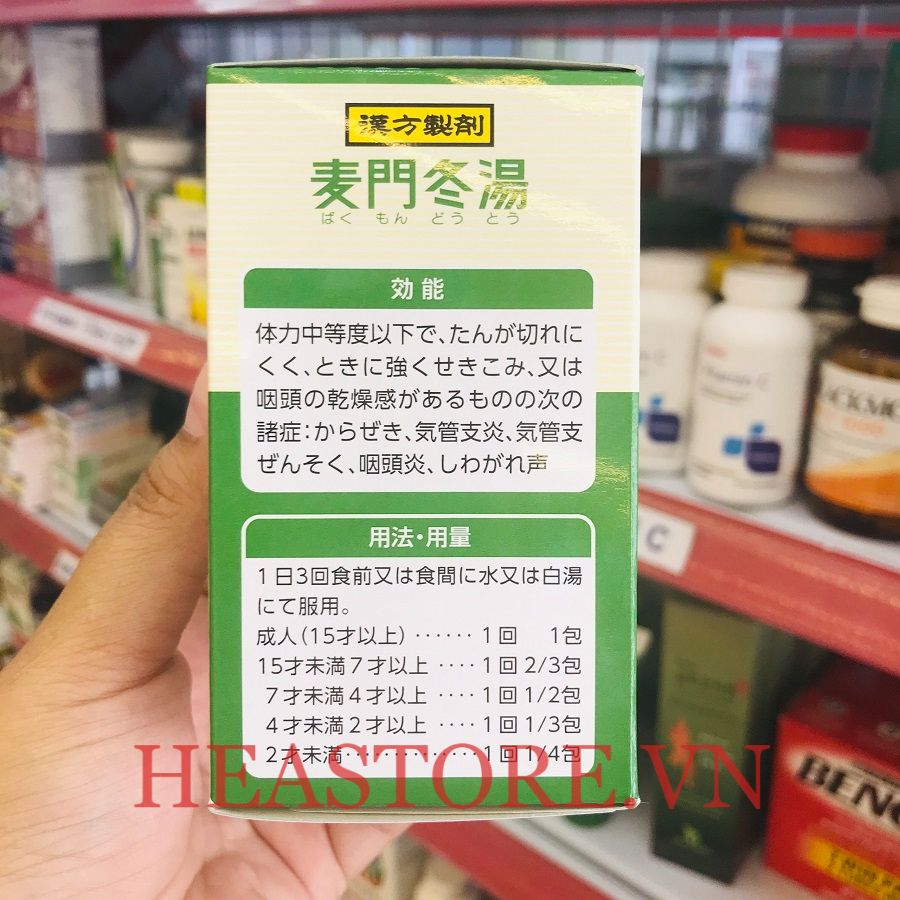 漢方製剤
麦門冬湯
ばく もん どう とう
効能
体力中等度以下で、たんが切れに
くく、ときに強くせきこみ、又は
咽頭の乾燥感があるものの次の
諸症：からぜき、気管支炎、気管支
ぜんそく、咽頭炎、しわがれ声
用法・用量
1日3回食前又は食間に水又は白湯
にて服用。
成人（15才以上）‥‥‥1回 1包
15才未満7才以上‥‥1回2/3包
7才未満4才以上‥‥1回1/2包
4才未満2才以上‥‥1回1/3包
2才未満‥‥‥‥‥‥‥1回1/4包
HEASTORE.VN
C
BENG